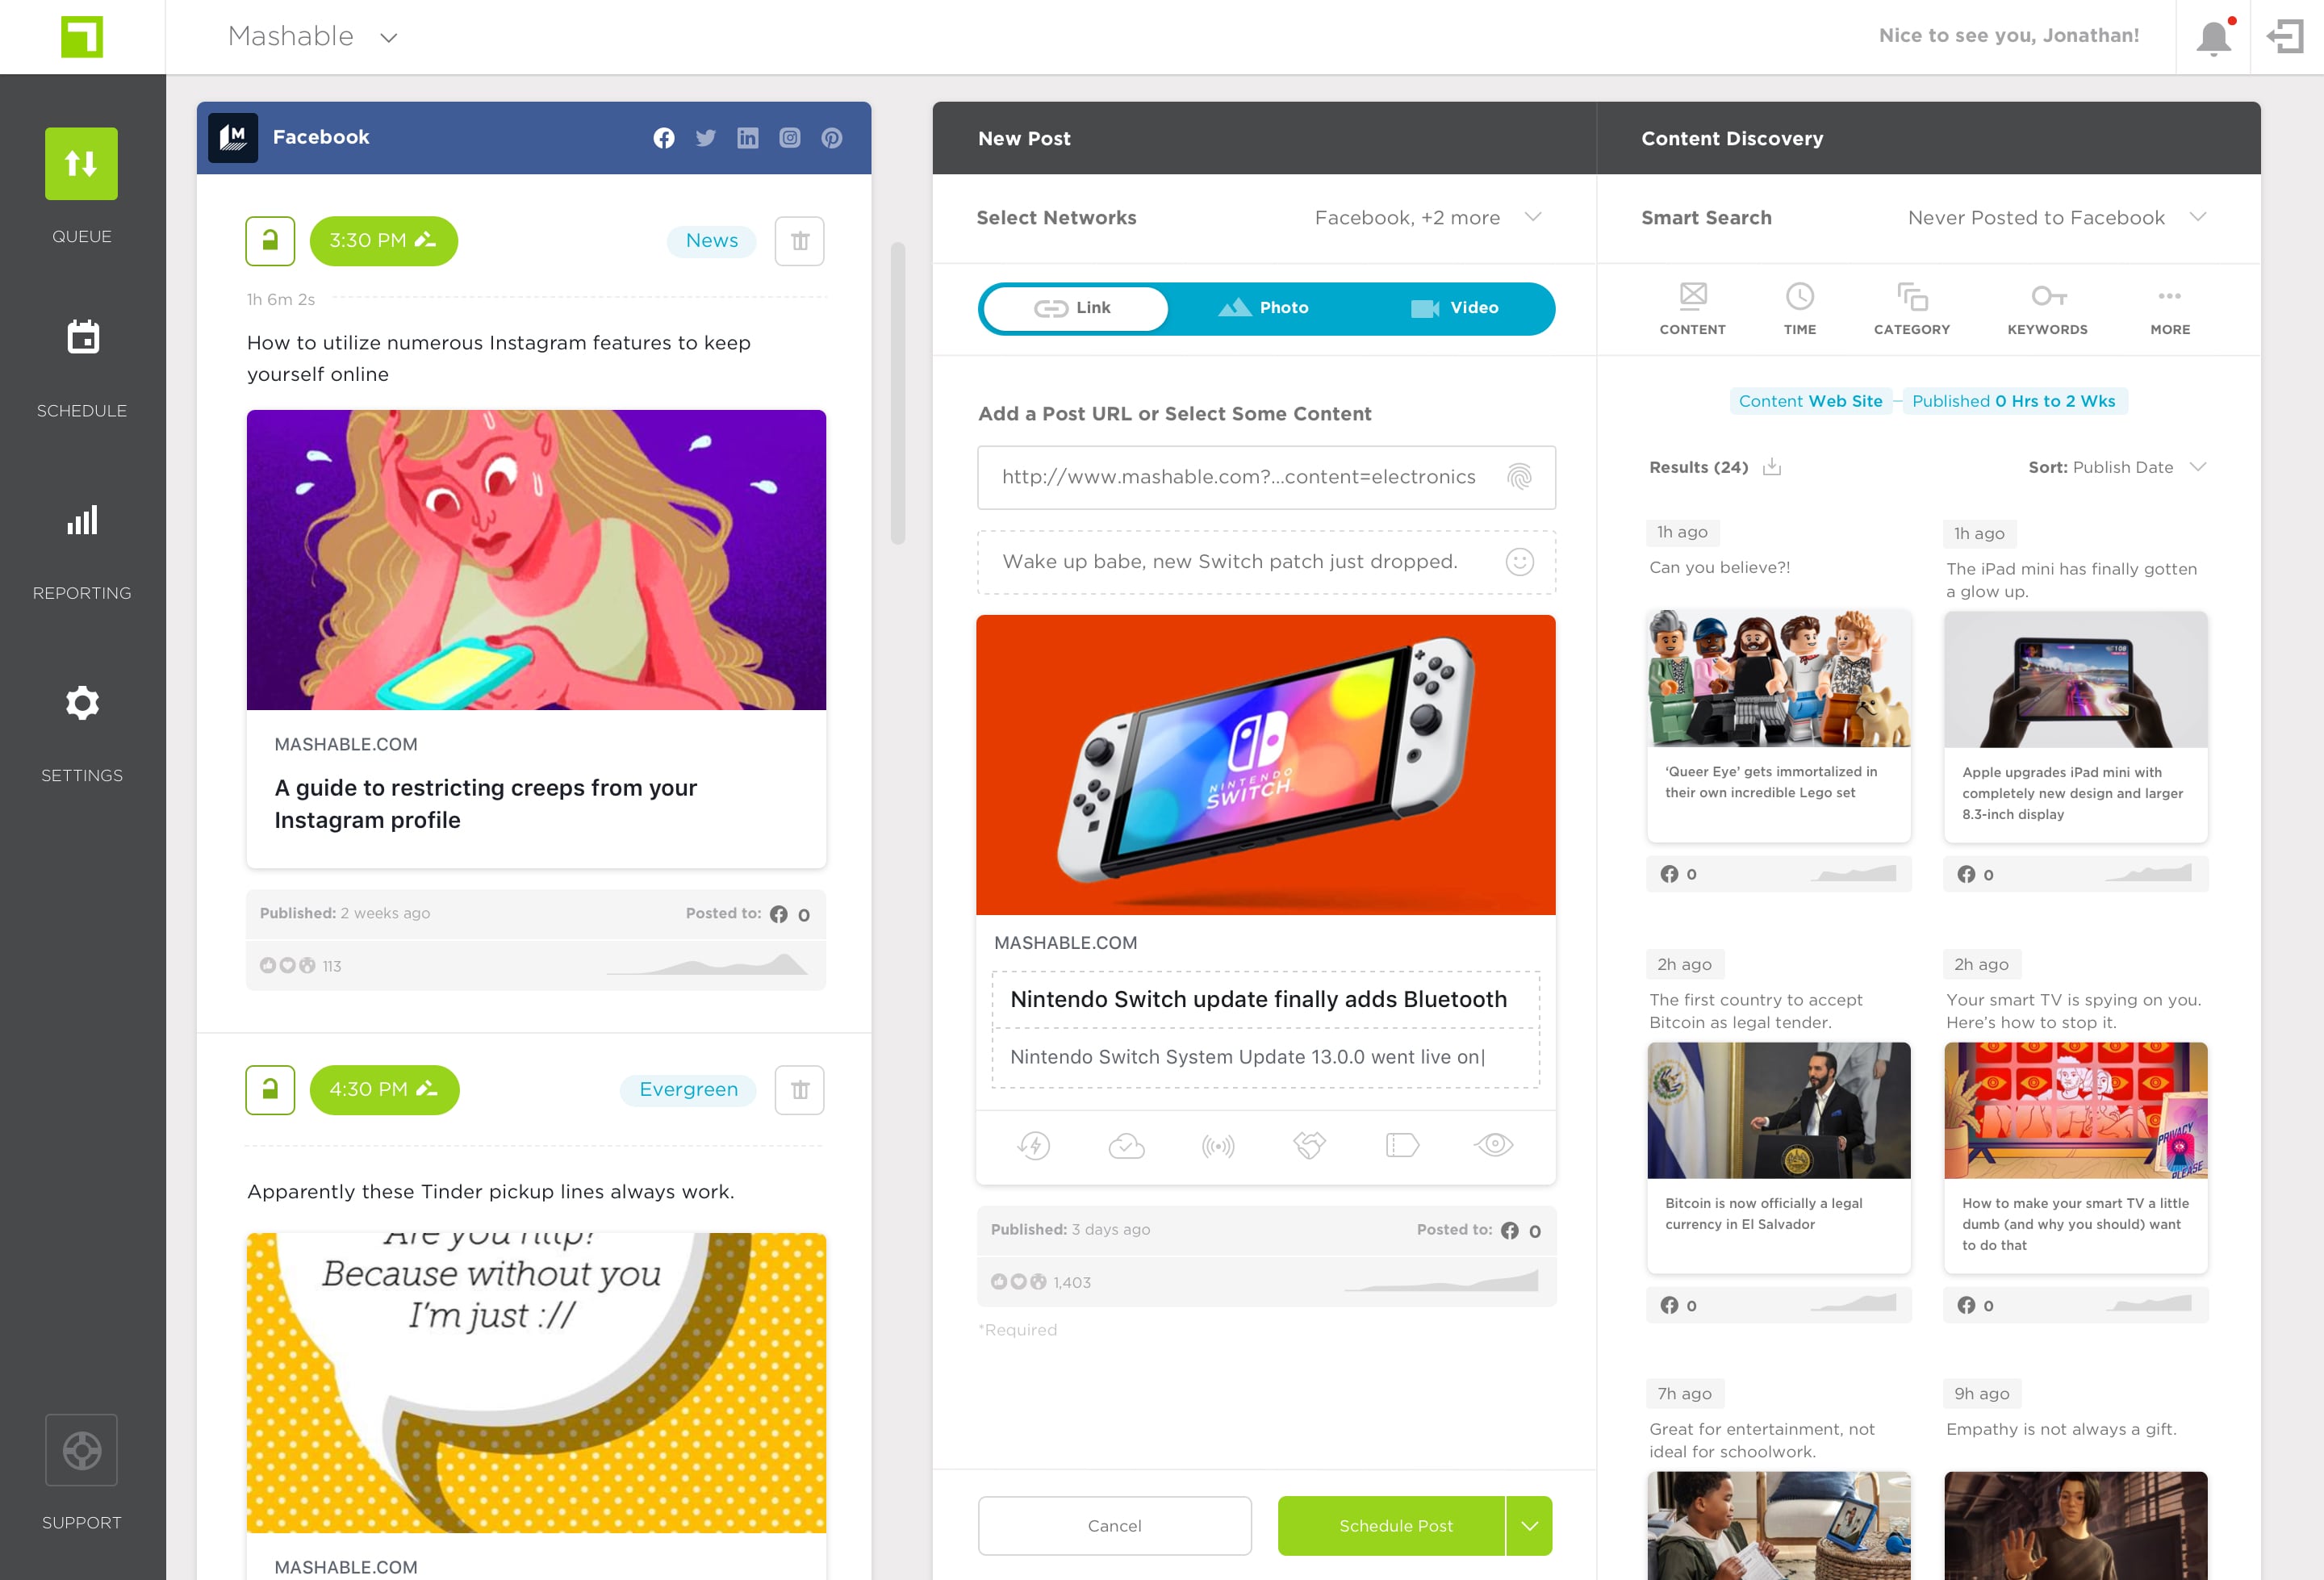 Mashable
Nice to see you, Jonathan!
QUEUE
SCHEDULE
REPORTING
SETTINGS
SUPPORT
M
Facebook
3:30 PM
News
1h 6m 2s
How to utilize numerous Instagram features to keep
yourself online
MASHABLE.COM
A guide to restricting creeps from your
Instagram profile
Published: 2 weeks ago
Posted to: 0
113
4:30 PM
Evergreen
Apparently these Tinder pickup lines always work.
Are you http?
Because without you
I'm just ://
MASHABLE.COM
New Post
Select Networks
Facebook, +2 more
Link
Photo
Video
Add a Post URL or Select Some Content
http://www.mashable.com?...content=electronics
Wake up babe, new Switch patch just dropped.
NINTENDO
SWITCH
MASHABLE.COM
Nintendo Switch update finally adds Bluetooth
Nintendo Switch System Update 13.0.0 went live on
Published: 3 days ago
Posted to: 0
1,403
*Required
Cancel
Schedule Post
Content Discovery
Smart Search
Never Posted to Facebook
CONTENT
TIME
CATEGORY
KEYWORDS
MORE
Content Web Site
Published 0 Hrs to 2 Wks
Results (24)
Sort: Publish Date
1h ago
Can you believe?!
‘Queer Eye’ gets immortalized in
their own incredible Lego set
0
1h ago
The iPad mini has finally gotten
a glow up.
Apple upgrades iPad mini with
completely new design and larger
8.3-inch display
0
2h ago
The first country to accept
Bitcoin as legal tender.
Bitcoin is now officially a legal
currency in El Salvador
0
2h ago
Your smart TV is spying on you.
Here’s how to stop it.
PRIVACY
PLEASE
How to make your smart TV a little
dumb (and why you should) want
to do that
0
7h ago
Great for entertainment, not
ideal for schoolwork.
9h ago
Empathy is not always a gift.